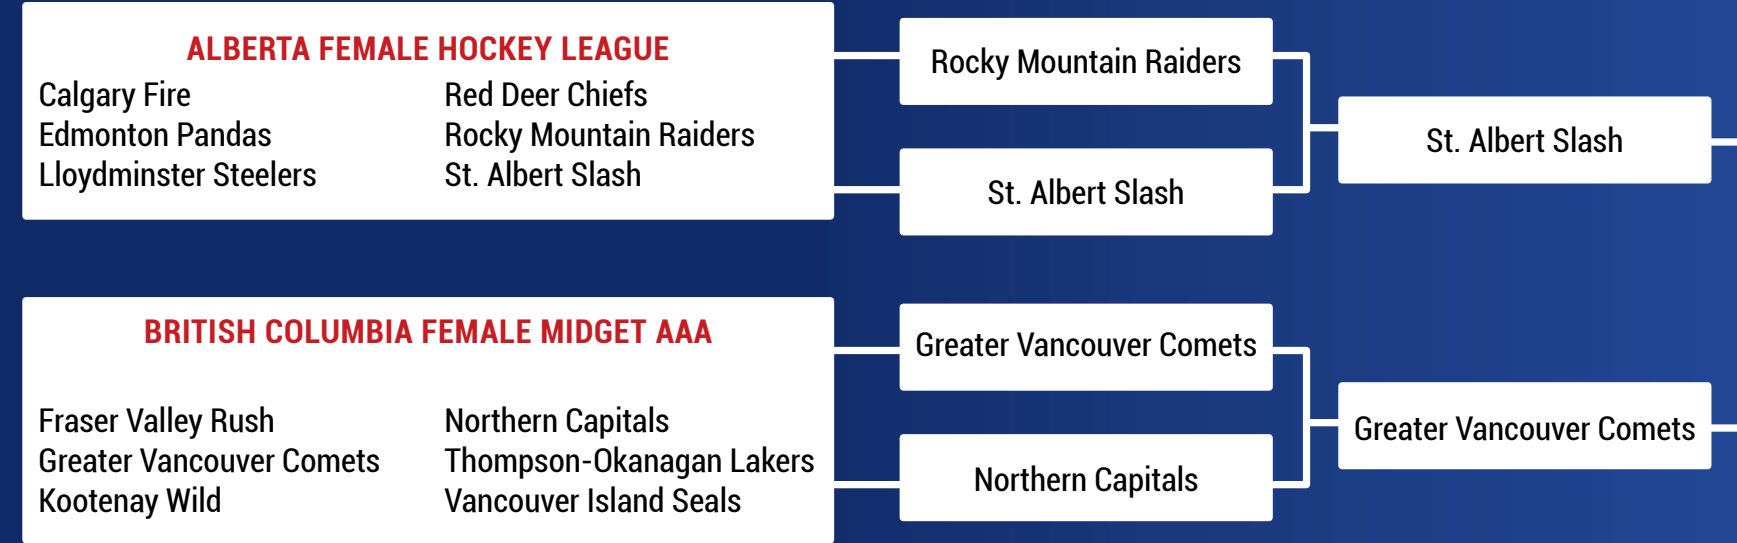 ALBERTA FEMALE HOCKEY LEAGUE
Calgary Fire Red Deer Chiefs
Edmonton Pandas Rocky Mountain Raiders
Lloydminster Steelers St. Albert Slash
Rocky Mountain Raiders
St. Albert Slash
St. Albert Slash
BRITISH COLUMBIA FEMALE MIDGET AAA
Fraser Valley Rush Northern Capitals
Greater Vancouver Comets Thompson-Okanagan Lakers
Kootenay Wild Vancouver Island Seals
Greater Vancouver Comets
Northern Capitals
Greater Vancouver Comets